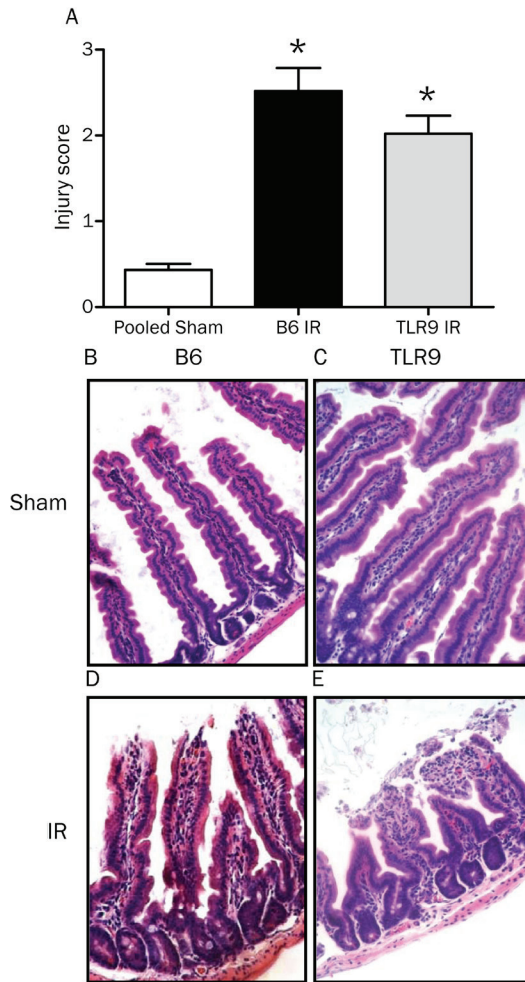 A
3
2
1
0
Injury score
*
*
Pooled Sham B6 IR TLR9 IR
B B6 C TLR9
Sham
D E
IR